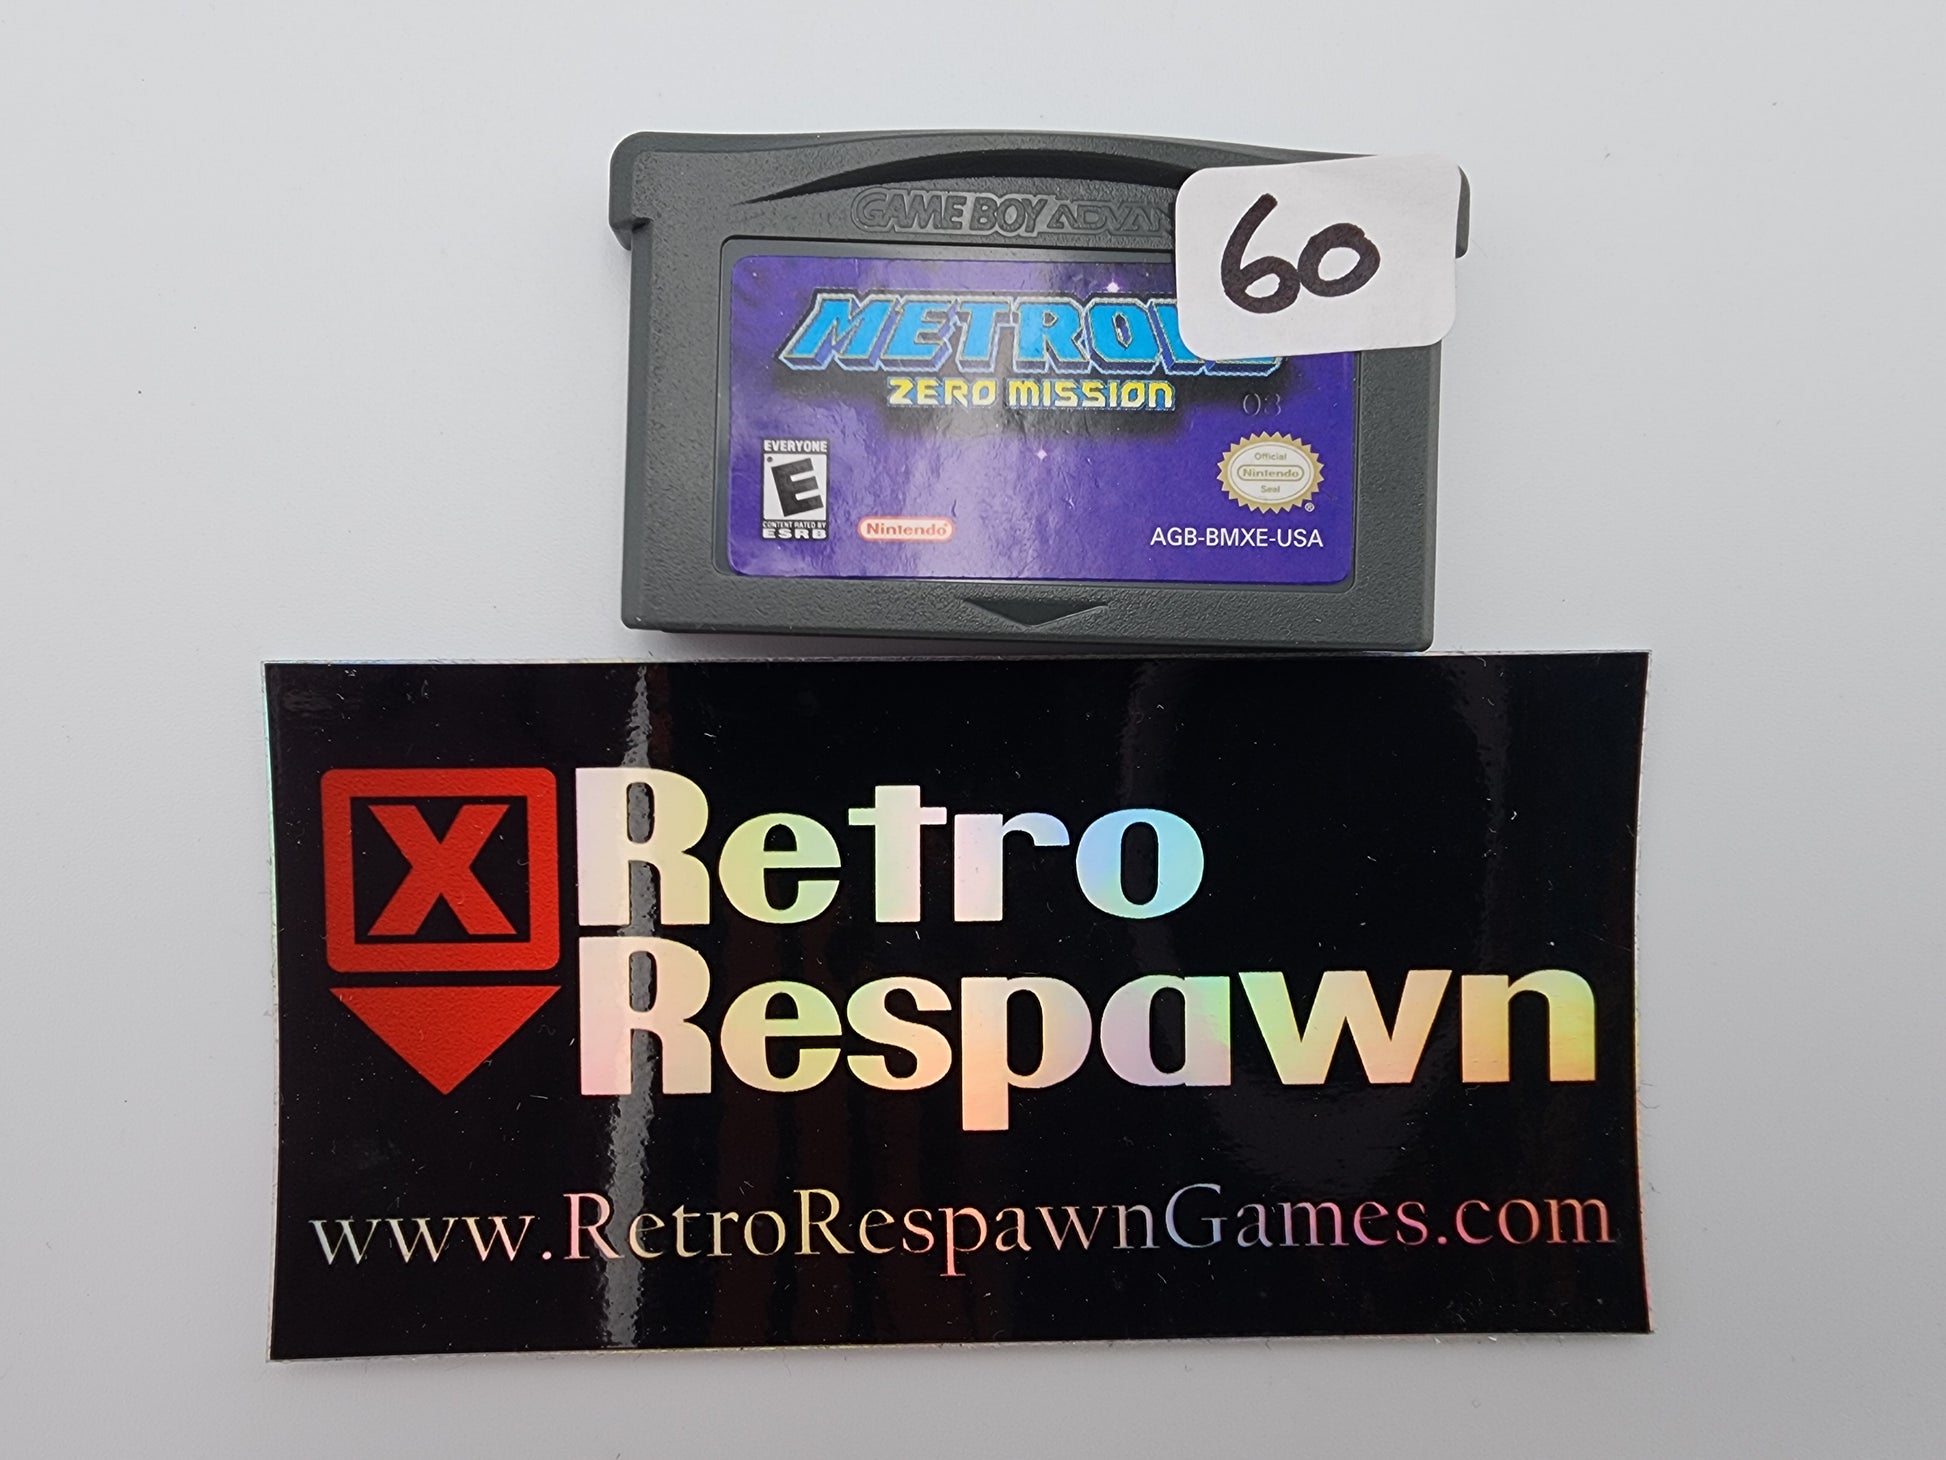 GAME BOY ADVAN
60
METROI
ZERO MISSION
03
EVERYONE
E
CONTENT RATED BY
ESRB
Nintendo®
Official
Nintendo
Seal
®
AGB-BMXE-USA
X
Retro
Respawn
www.RetroRespawnGames.com